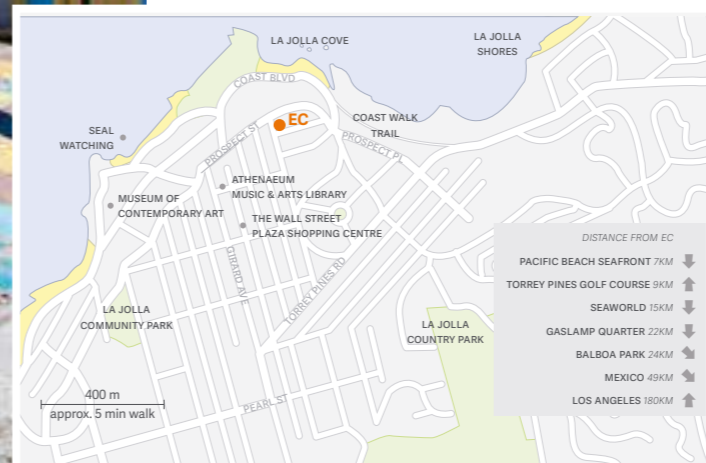 LA JOLLA COVE
LA JOLLA
SHORES
COAST BLVD
EC
COAST WALK
TRAIL
SEAL
WATCHING
PROSPECT ST
PROSPECT PL
ATHENAEUM
MUSIC & ARTS LIBRARY
MUSEUM OF
CONTEMPORARY ART
THE WALL STREET
PLAZA SHOPPING CENTRE
GIRARD AVE
TORREY PINES RD
LA JOLLA
COMMUNITY PARK
LA JOLLA
COUNTRY PARK
PEARL ST
400 m
approx. 5 min walk
DISTANCE FROM EC
PACIFIC BEACH SEAFRONT 7KM
TORREY PINES GOLF COURSE 9KM
SEAWORLD 15KM
GASLAMP QUARTER 22KM
BALBOA PARK 24KM
MEXICO 49KM
LOS ANGELES 180KM